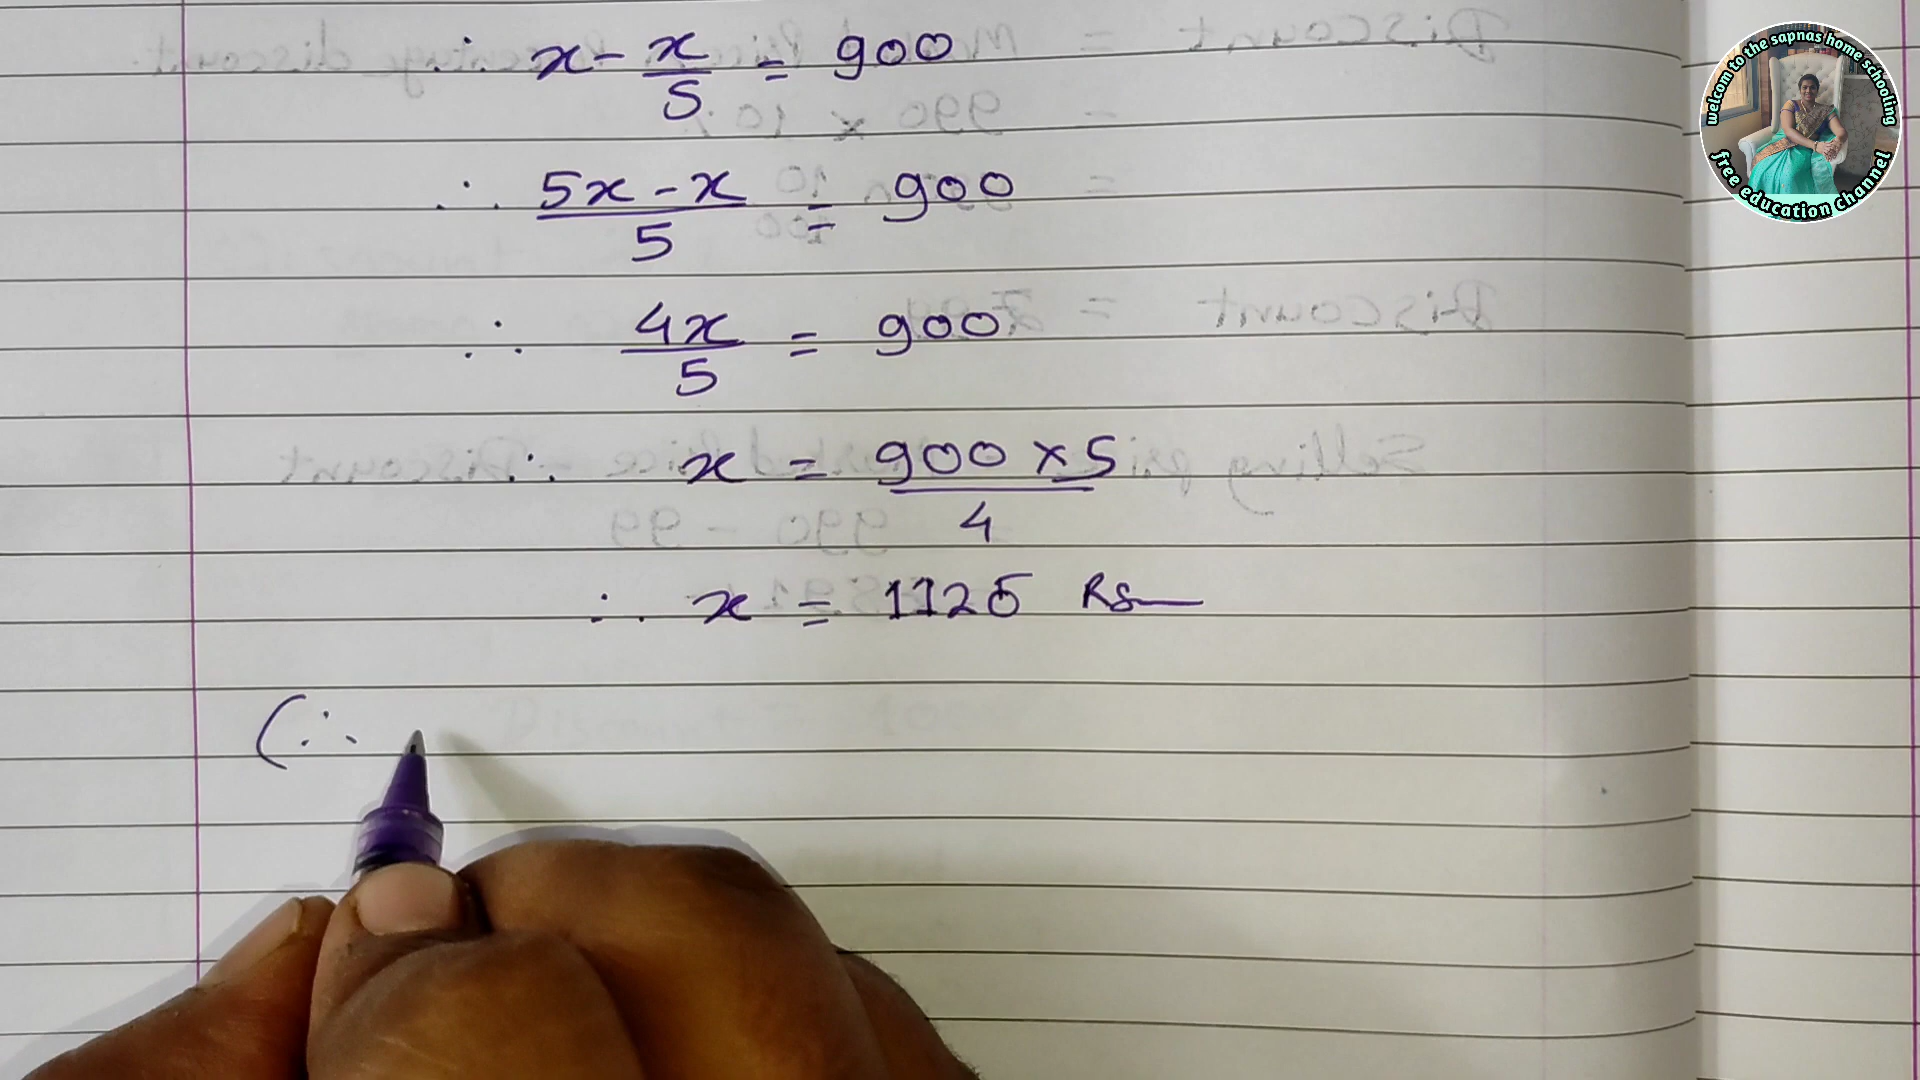 ∴ x - x/5 = 900
∴ (5x - x)/5 = 900
∴ 4x/5 = 900
∴ x = (900 × 5)/4
∴ x = 1125 Rs
(∴
welcom to the sapnas home schooling
free education channel